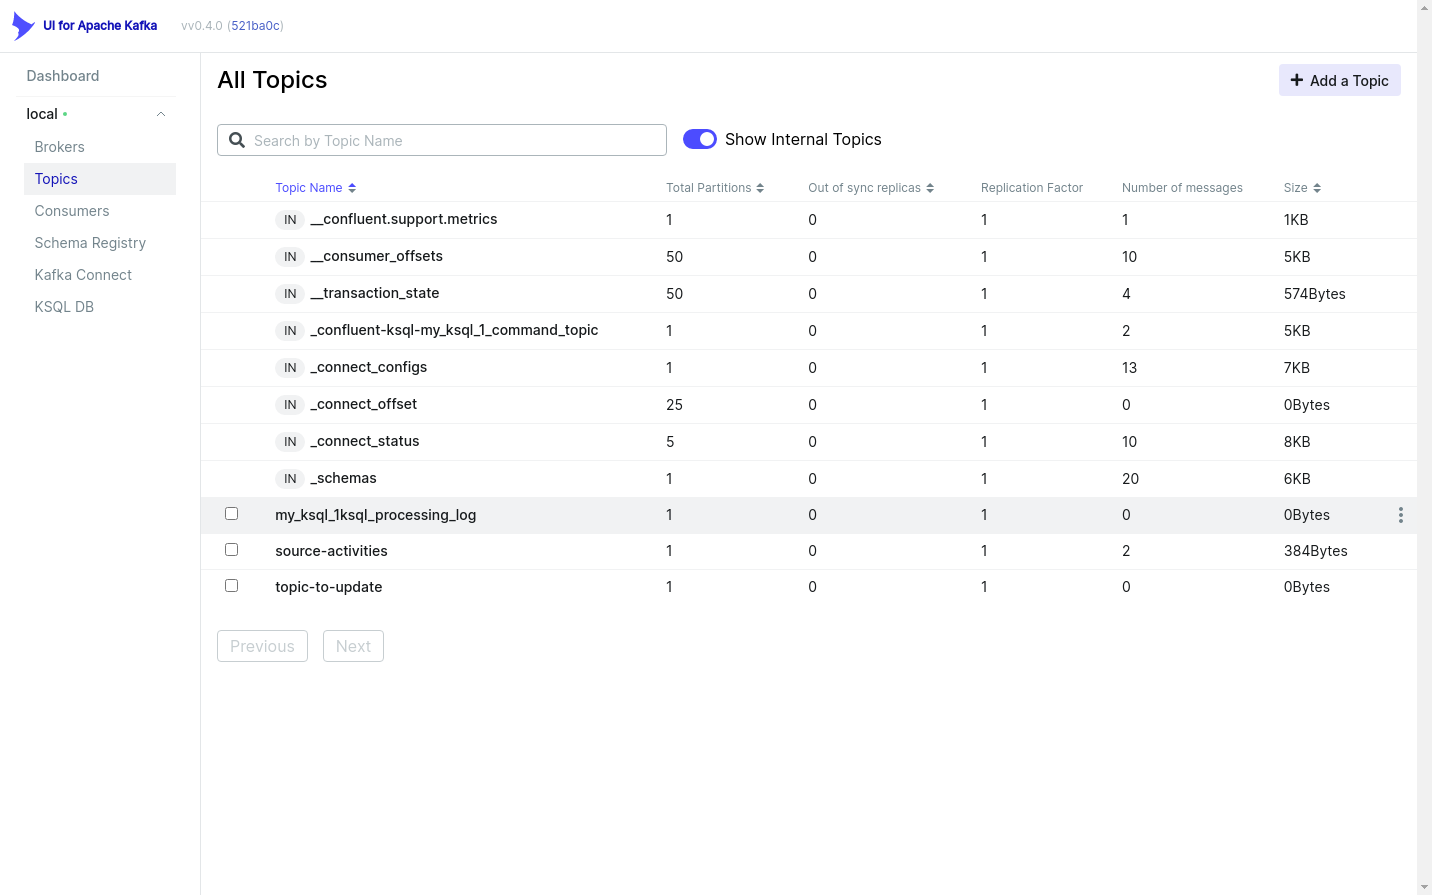 UI for Apache Kafka vv0.4.0 (521ba0c)
Dashboard
local
Brokers
Topics
Consumers
Schema Registry
Kafka Connect
KSQL DB
All Topics
Add a Topic
Search by Topic Name
Show Internal Topics
Topic Name Total Partitions Out of sync replicas Replication Factor Number of messages Size
IN __confluent.support.metrics 1 0 1 1 1KB
IN __consumer_offsets 50 0 1 10 5KB
IN __transaction_state 50 0 1 4 574Bytes
IN _confluent-ksql-my_ksql_1_command_topic 1 0 1 2 5KB
IN _connect_configs 1 0 1 13 7KB
IN _connect_offset 25 0 1 0 0Bytes
IN _connect_status 5 0 1 10 8KB
IN _schemas 1 0 1 20 6KB
my_ksql_1ksql_processing_log 1 0 1 0 0Bytes
source-activities 1 0 1 2 384Bytes
topic-to-update 1 0 1 0 0Bytes
Previous Next